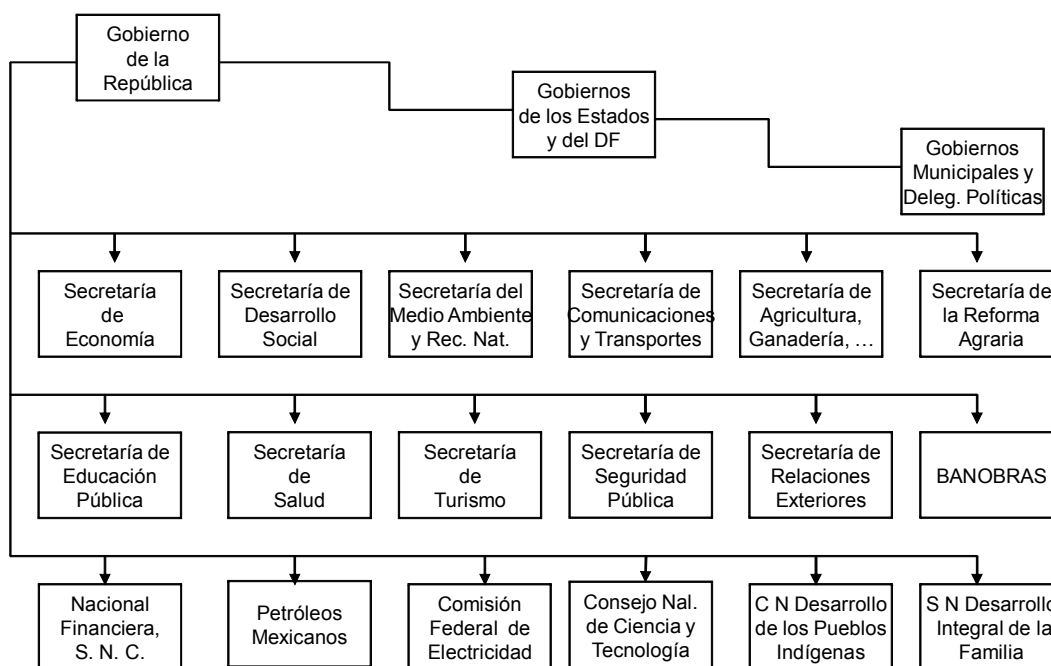 Gobierno
de la
República
Gobiernos
de los Estados
y del DF
Gobiernos
Municipales y
Deleg. Políticas
Secretaría
de
Economía
Secretaría de
Desarrollo
Social
Secretaría del
Medio Ambiente
y Rec. Nat.
Secretaría de
Comunicaciones
y Transportes
Secretaría de
Agricultura,
Ganadería, …
Secretaría de
la Reforma
Agraria
Secretaría de
Educación
Pública
Secretaría
de
Salud
Secretaría
de
Turismo
Secretaría de
Seguridad
Pública
Secretaría de
Relaciones
Exteriores
BANOBRAS
Nacional
Financiera,
S. N. C.
Petróleos
Mexicanos
Comisión
Federal de
Electricidad
Consejo Nal.
de Ciencia y
Tecnología
C N Desarrollo
de los Pueblos
Indígenas
S N Desarrollo
Integral de la
Familia